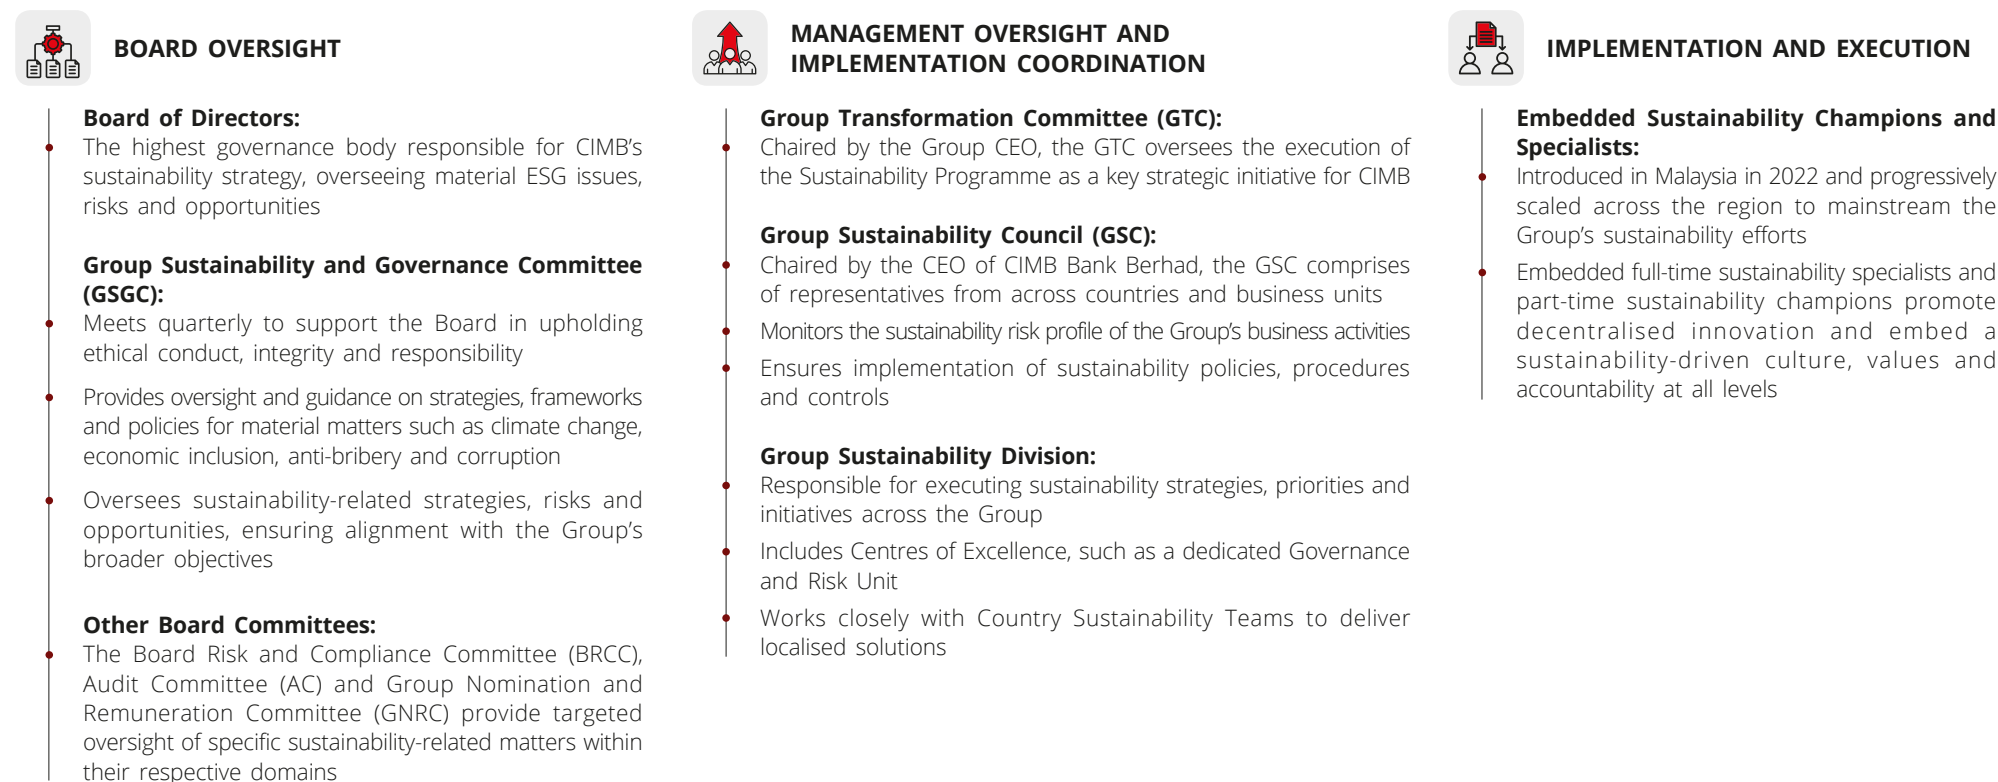 BOARD OVERSIGHT
Board of Directors:
The highest governance body responsible for CIMB’s
sustainability strategy, overseeing material ESG issues,
risks and opportunities
Group Sustainability and Governance Committee
(GSGC):
Meets quarterly to support the Board in upholding
ethical conduct, integrity and responsibility
Provides oversight and guidance on strategies, frameworks
and policies for material matters such as climate change,
economic inclusion, anti-bribery and corruption
Oversees sustainability-related strategies, risks and
opportunities, ensuring alignment with the Group’s
broader objectives
Other Board Committees:
The Board Risk and Compliance Committee (BRCC),
Audit Committee (AC) and Group Nomination and
Remuneration Committee (GNRC) provide targeted
oversight of specific sustainability-related matters within
their respective domains
MANAGEMENT OVERSIGHT AND
IMPLEMENTATION COORDINATION
Group Transformation Committee (GTC):
Chaired by the Group CEO, the GTC oversees the execution of
the Sustainability Programme as a key strategic initiative for CIMB
Group Sustainability Council (GSC):
Chaired by the CEO of CIMB Bank Berhad, the GSC comprises
of representatives from across countries and business units
Monitors the sustainability risk profile of the Group’s business activities
Ensures implementation of sustainability policies, procedures
and controls
Group Sustainability Division:
Responsible for executing sustainability strategies, priorities and
initiatives across the Group
Includes Centres of Excellence, such as a dedicated Governance
and Risk Unit
Works closely with Country Sustainability Teams to deliver
localised solutions
IMPLEMENTATION AND EXECUTION
Embedded Sustainability Champions and
Specialists:
Introduced in Malaysia in 2022 and progressively
scaled across the region to mainstream the
Group’s sustainability efforts
Embedded full-time sustainability specialists and
part-time sustainability champions promote
decentralised innovation and embed a
sustainability-driven culture, values and
accountability at all levels